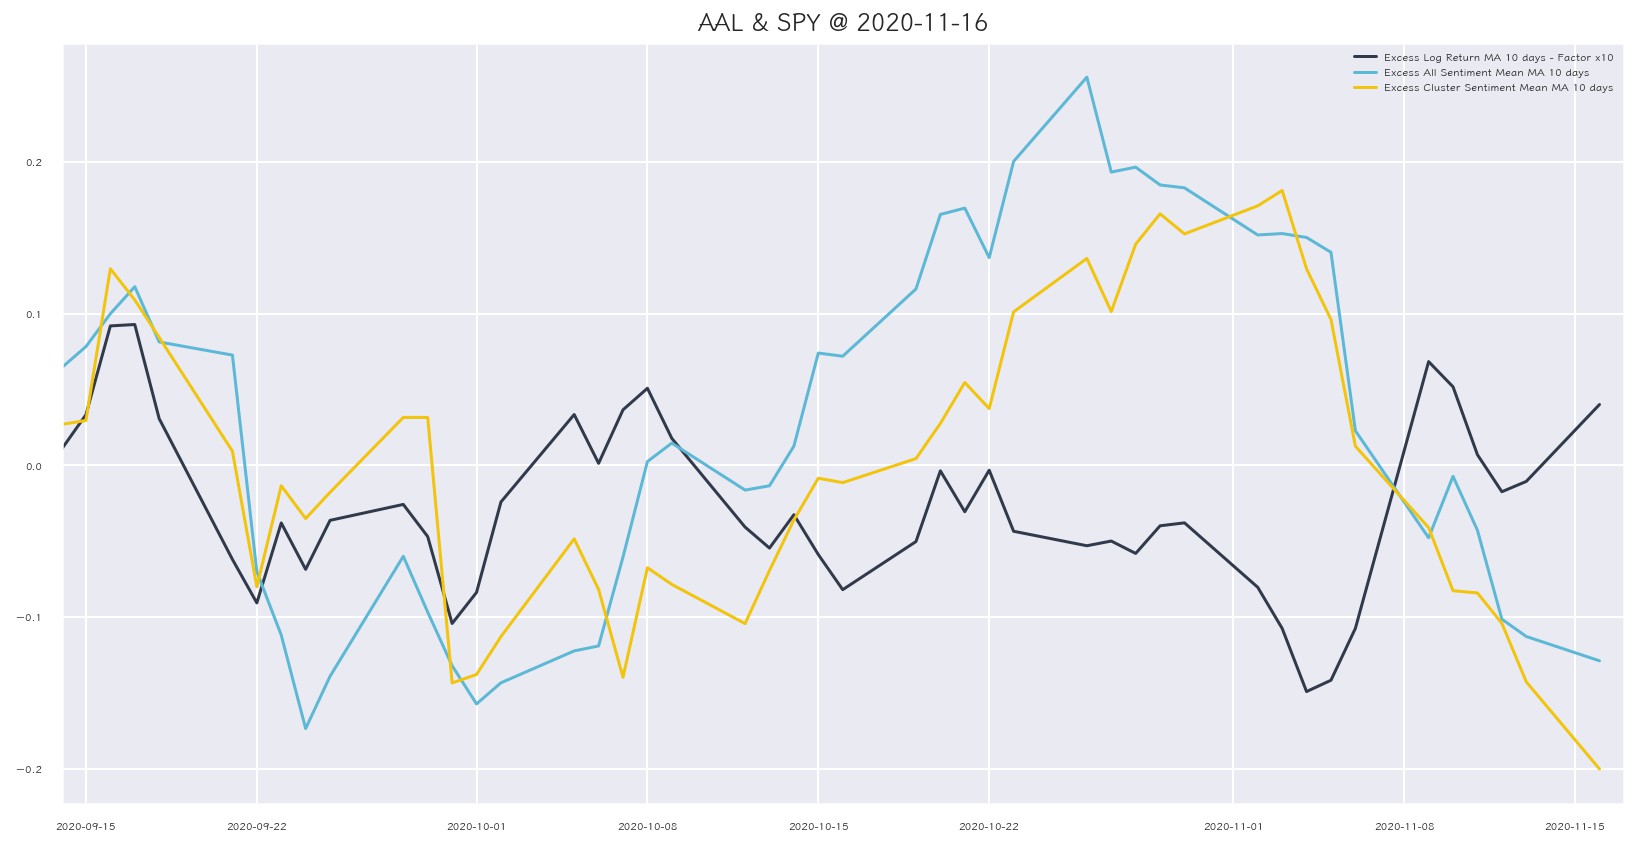 AAL & SPY @ 2020-11-16
Excess Log Return MA 10 days - Factor x10
Excess All Sentiment Mean MA 10 days
Excess Cluster Sentiment Mean MA 10 days
0.2
0.1
0.0
−0.1
−0.2
2020-09-15 2020-09-22 2020-10-01 2020-10-08 2020-10-15 2020-10-22 2020-11-01 2020-11-08 2020-11-15